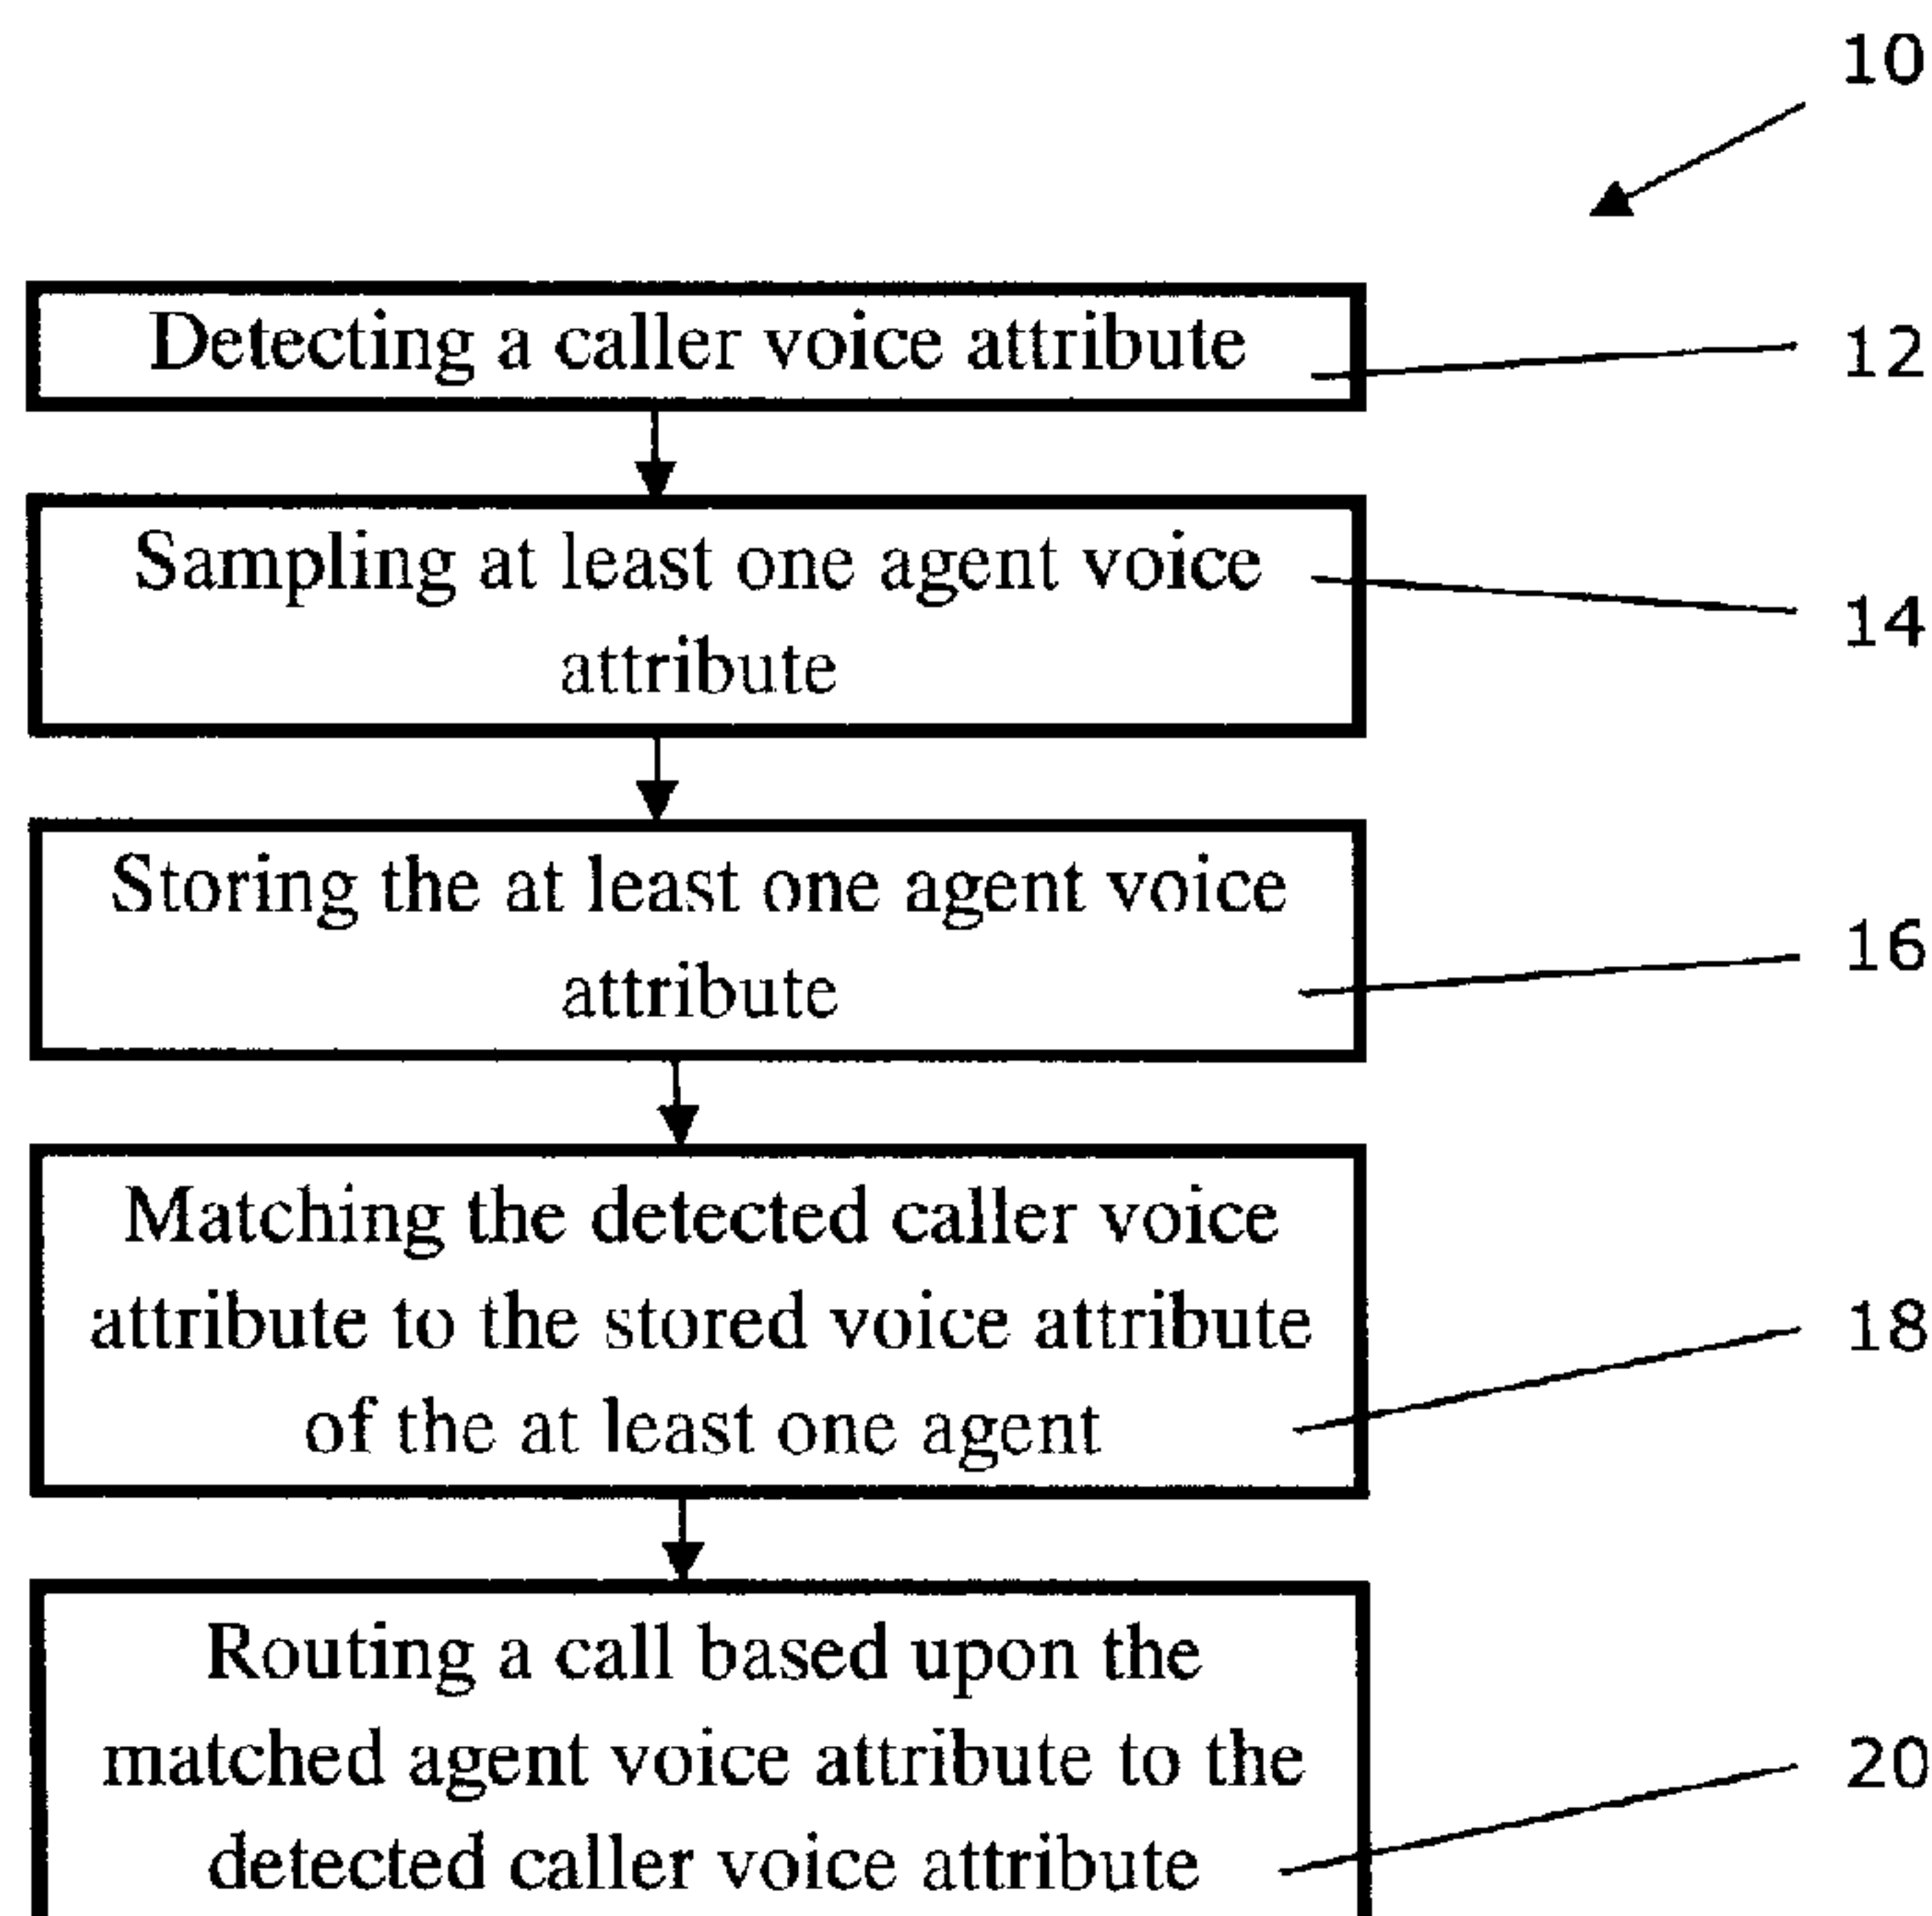 10
Detecting a caller voice attribute
12
Sampling at least one agent voice
attribute
14
Storing the at least one agent voice
attribute
16
Matching the detected caller voice
attribute to the stored voice attribute
of the at least one agent
18
Routing a call based upon the
matched agent voice attribute to the
detected caller voice attribute
20